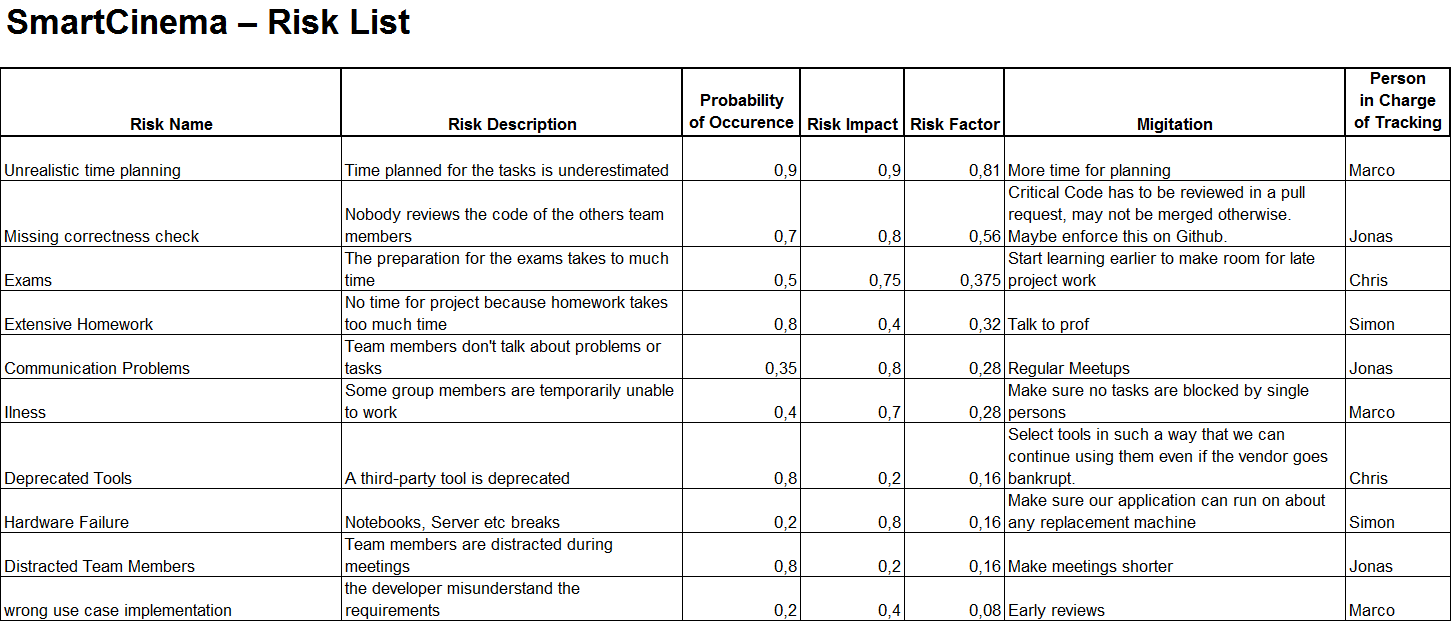 SmartCinema – Risk List
Person
Probability in Charge
Risk Name Risk Description of Occurence Risk Impact Risk Factor Migitation of Tracking
Unrealistic time planning Time planned for the tasks is underestimated 0,9 0,9 0,81 More time for planning Marco
Critical Code has to be reviewed in a pull
Nobody reviews the code of the others team request, may not be merged otherwise.
Missing correctness check members 0,7 0,8 0,56 Maybe enforce this on Github. Jonas
The preparation for the exams takes to much Start learning earlier to make room for late
Exams time 0,5 0,75 0,375 project work Chris
No time for project because homework takes
Extensive Homework too much time 0,8 0,4 0,32 Talk to prof Simon
Team members don't talk about problems or
Communication Problems tasks 0,35 0,8 0,28 Regular Meetups Jonas
Some group members are temporarily unable Make sure no tasks are blocked by single
Ilness to work 0,4 0,7 0,28 persons Marco
Select tools in such a way that we can
continue using them even if the vendor goes
Deprecated Tools A third-party tool is deprecated 0,8 0,2 0,16 bankrupt. Chris
Make sure our application can run on about
Hardware Failure Notebooks, Server etc breaks 0,2 0,8 0,16 any replacement machine Simon
Team members are distracted during
Distracted Team Members meetings 0,8 0,2 0,16 Make meetings shorter Jonas
the developer misunderstand the
wrong use case implementation requirements 0,2 0,4 0,08 Early reviews Marco